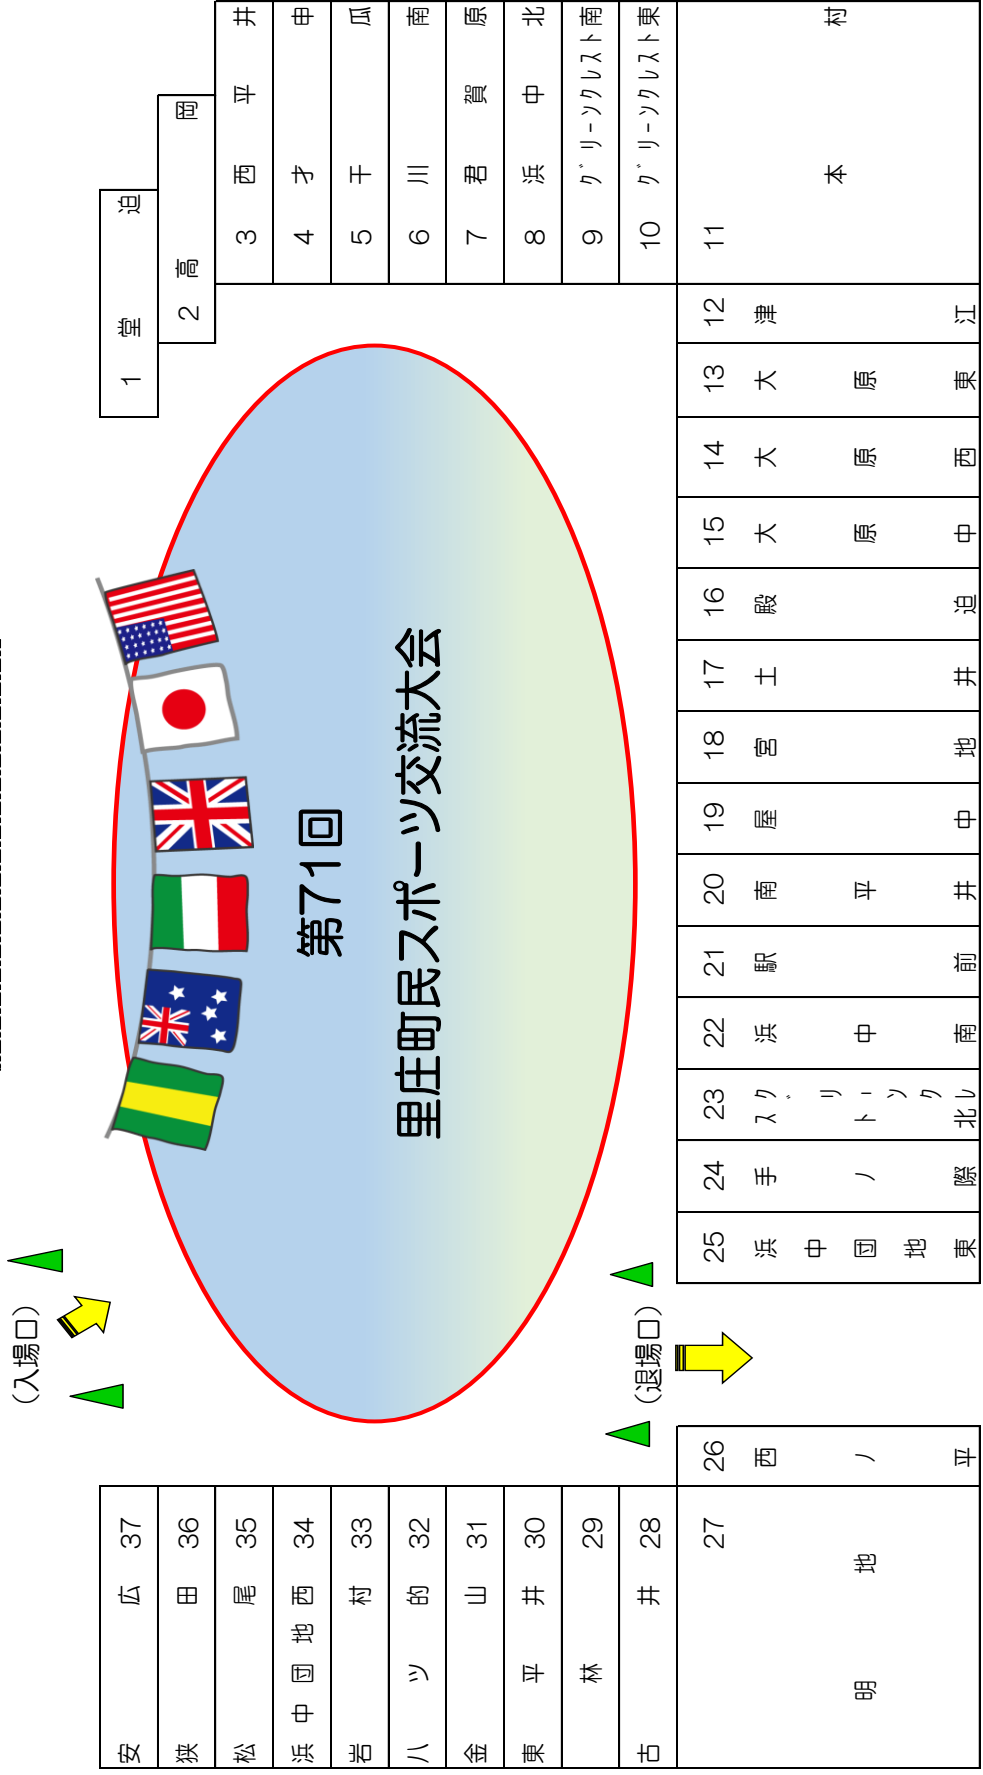 第71回
里庄町民スポーツ交流大会
(入場口)
(退場口)
1 堂迫
2 高岡
3 西平井
4 才申
5 干瓜
6 川南
7 君賀原
8 浜中北
9 グリーンクレスト南
10 グリーンクレスト東
11 本村
12 津江
13 大原東
14 大原西
15 大原中
16 殿迫
17 土井
18 宮地
19 屋中
20 南平井
21 駅前
22 浜中南
23 グリーンクレスト北
24 手ノ際
25 浜中団地東
26 西ノ平
27 明地
28 古井
29 林
30 東平井
31 金山
32 八ツ的
33 岩村
34 浜中団地西
35 松尾
36 狭田
37 安広